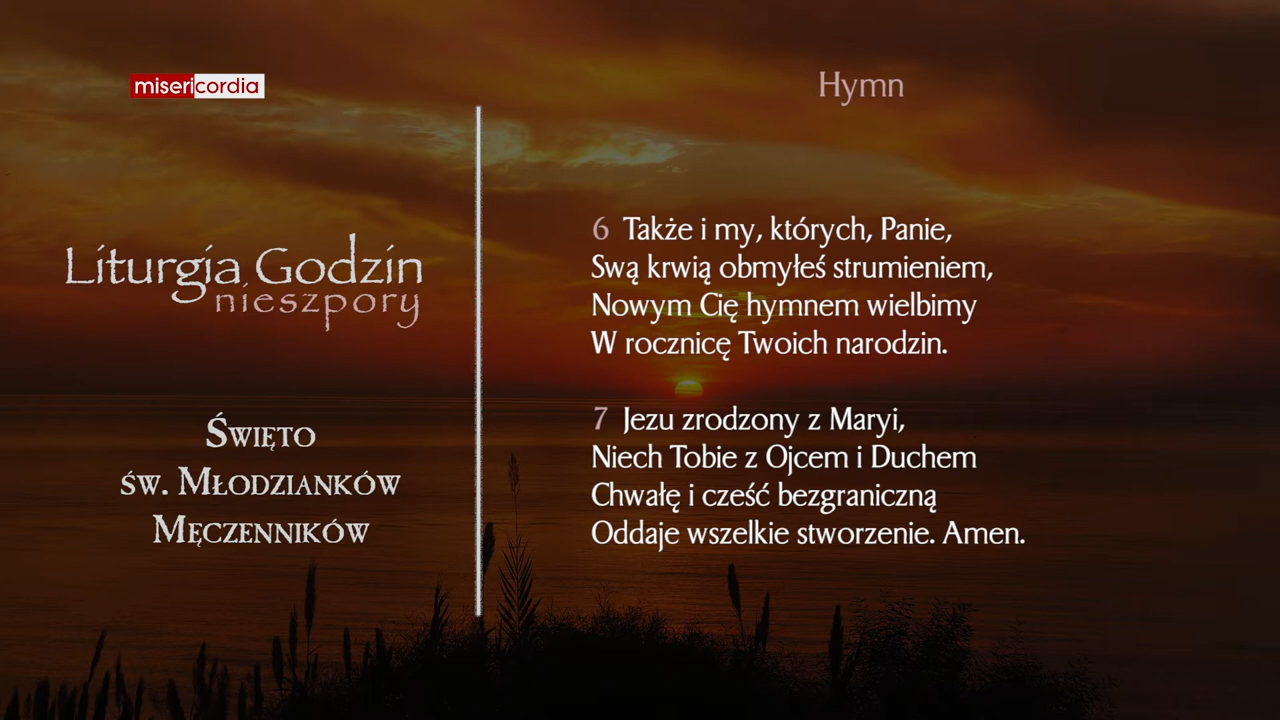 misericordia
Liturgia Godzin
nieszpory
Święto
św. Młodzianków
Męczenników
Hymn
6 Także i my, których, Panie,
Swą krwią obmyłeś strumieniem,
Nowym Cię hymnem wielbimy
W rocznicę Twoich narodzin.
7 Jezu zrodzony z Maryi,
Niech Tobie z Ojcem i Duchem
Chwałę i cześć bezgraniczną
Oddaje wszelkie stworzenie. Amen.